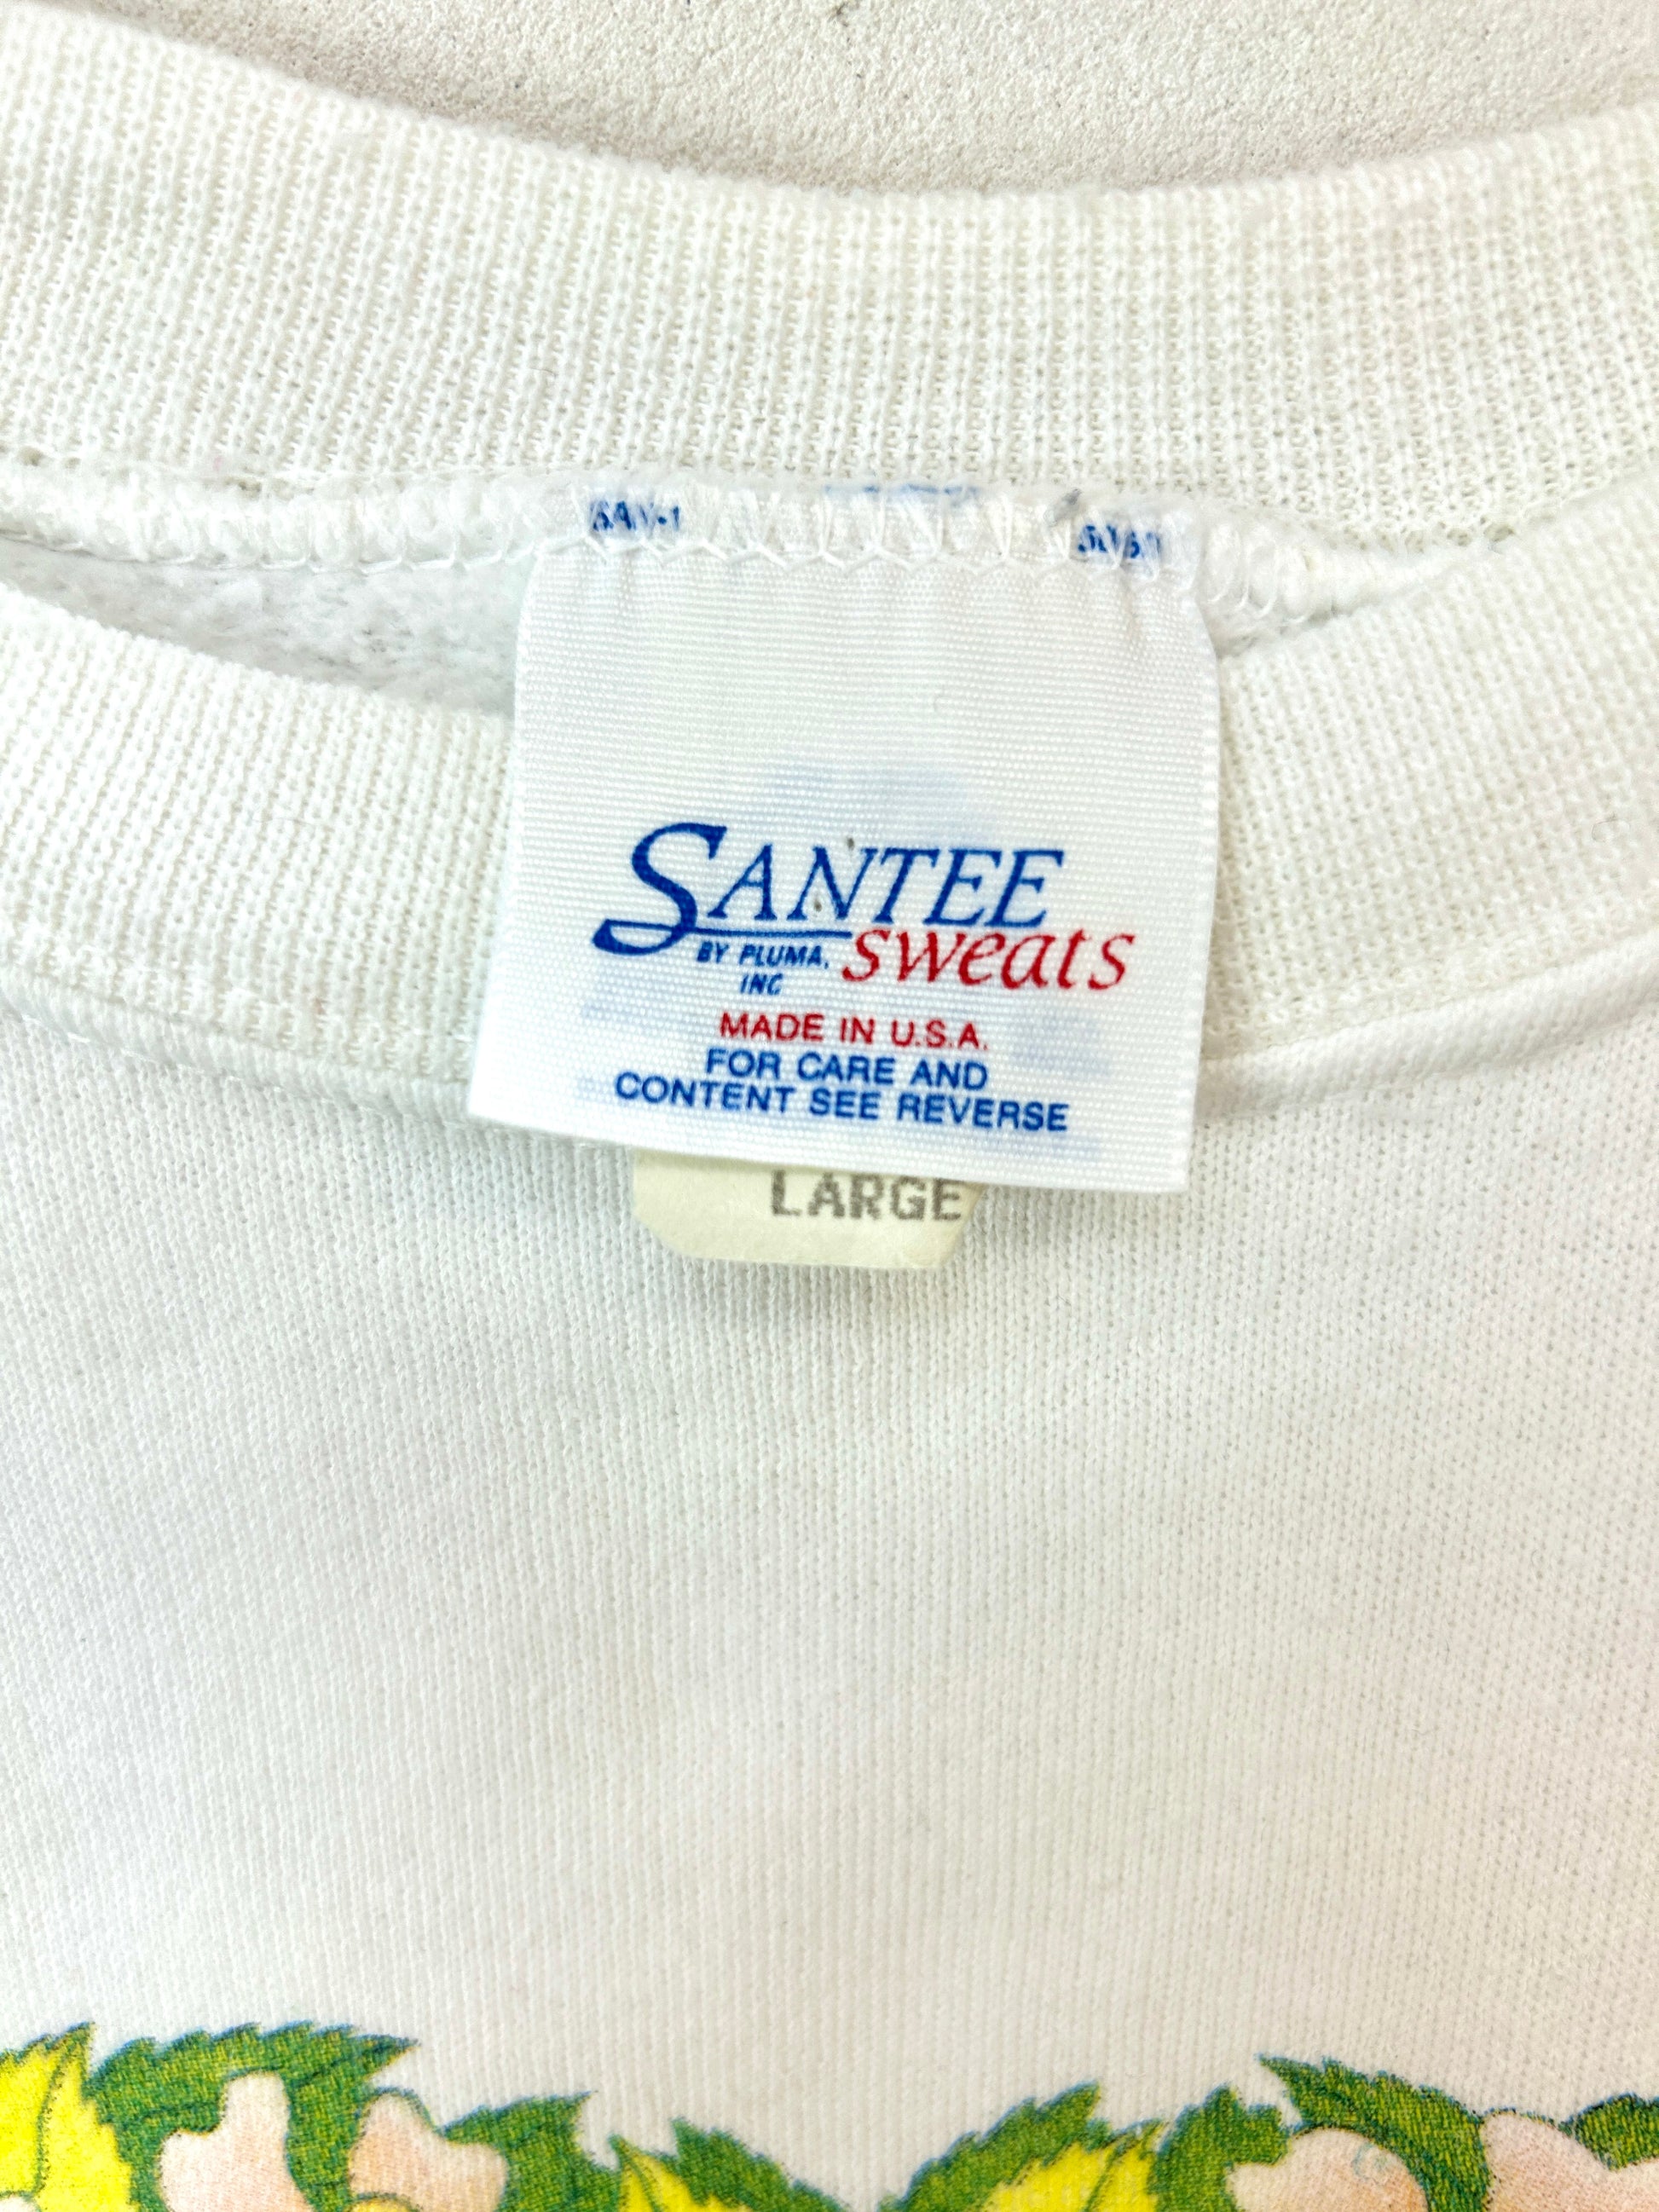 SANTEE
BY PLUMA, sweats
INC
MADE IN U.S.A.
FOR CARE AND
CONTENT SEE REVERSE
LARGE